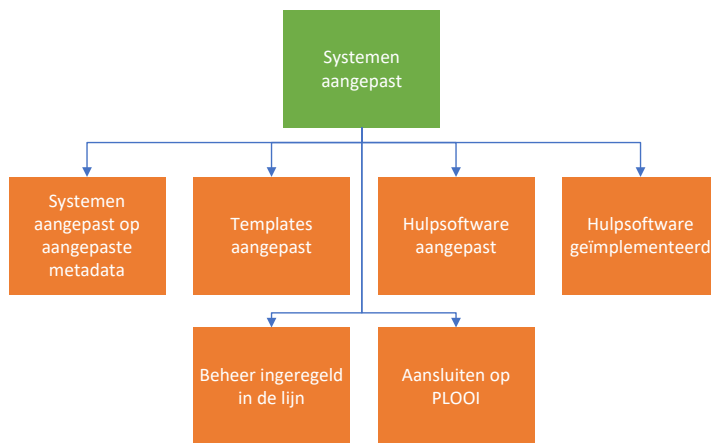 Systemen
aangepast
Systemen
aangepast op
aangepaste
metadata
Templates
aangepast
Hulpsoftware
aangepast
Hulpsoftware
geïmplementeerd
Beheer ingeregeld
in de lijn
Aansluiten op
PLOOI